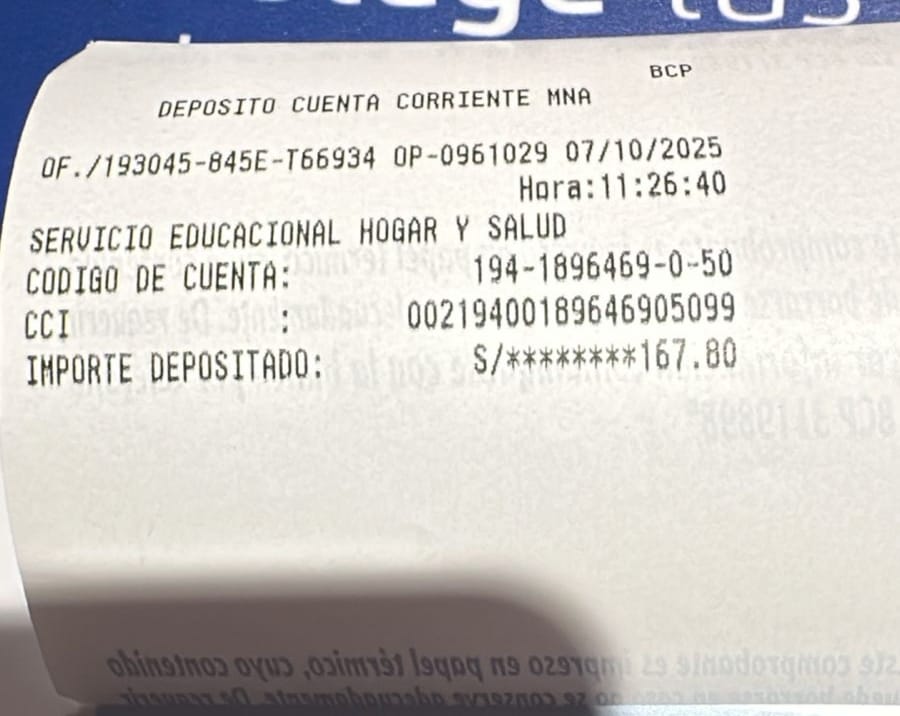 BCP
DEPOSITO CUENTA CORRIENTE MNA
OF./193045-845E-T66934 OP-0961029 07/10/2025
Hora:11:26:40
SERVICIO EDUCACIONAL HOGAR Y SALUD
CODIGO DE CUENTA: 194-1896469-0-50
CCI : 00219400189646905099
IMPORTE DEPOSITADO: S/********167.80